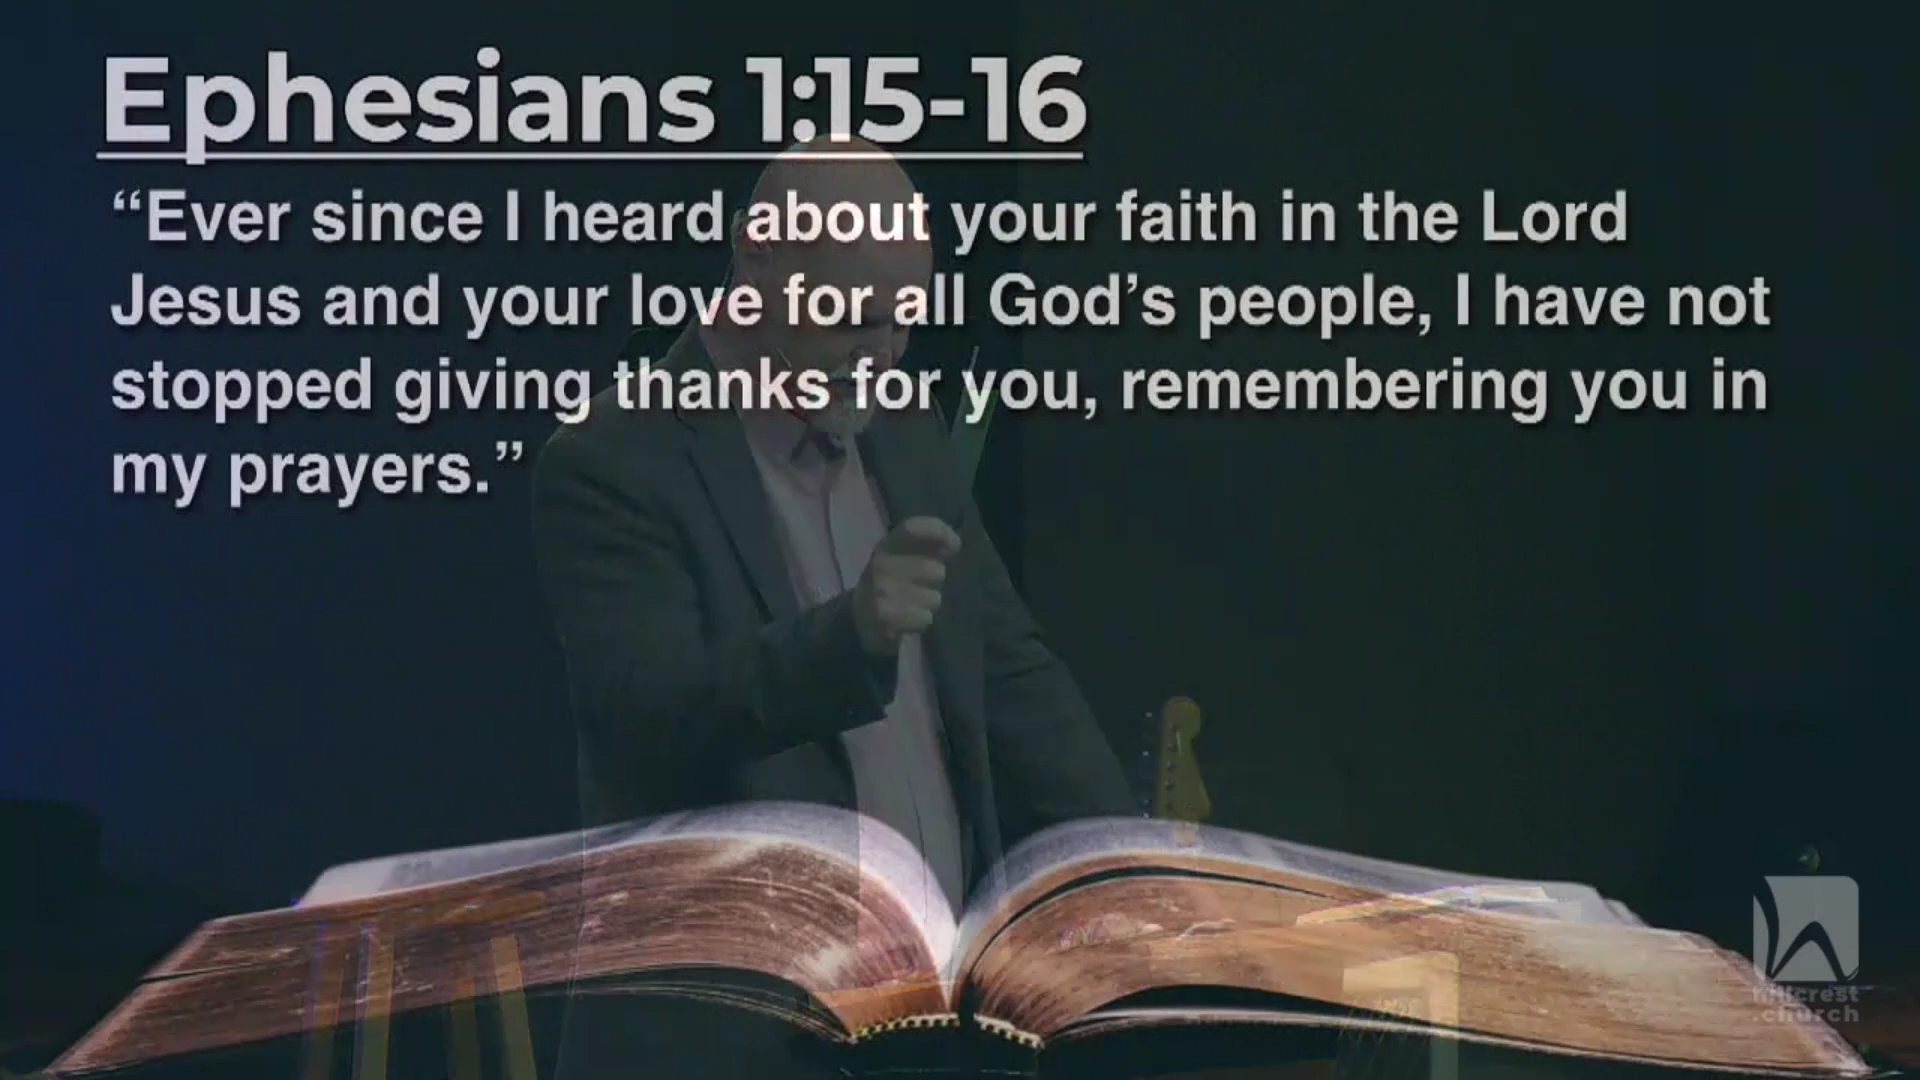 Ephesians 1:15-16
“Ever since I heard about your faith in the Lord
Jesus and your love for all God’s people, I have not
stopped giving thanks for you, remembering you in
my prayers.”
hillcrest
.church